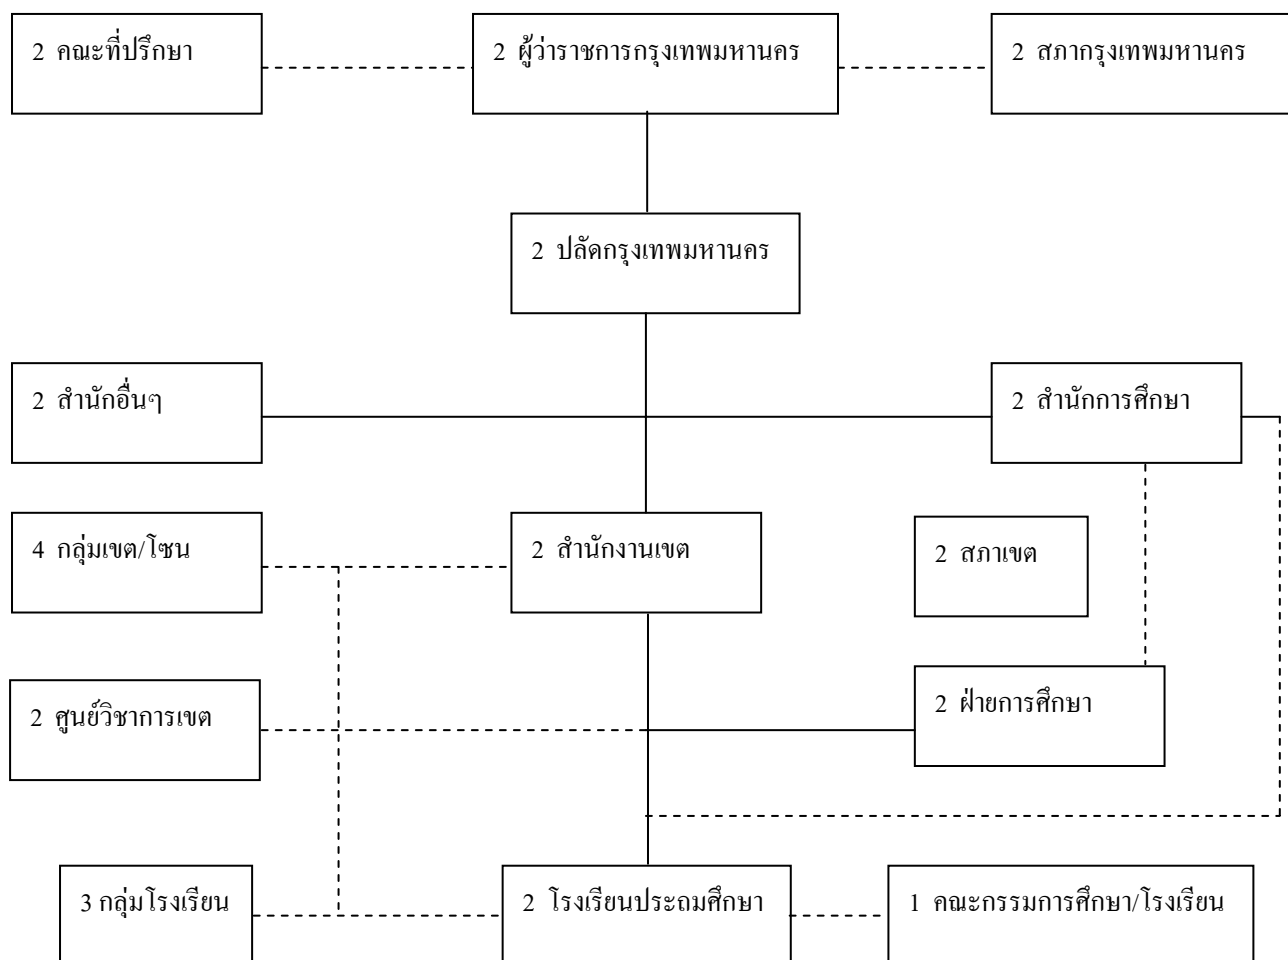 2 คณะที่ปรึกษา
2 ผู้ว่าราชการกรุงเทพมหานคร
2 สภากรุงเทพมหานคร
2 ปลัดกรุงเทพมหานคร
2 สำนักอื่นๆ
2 สำนักการศึกษา
4 กลุ่มเขต/โซน
2 สำนักงานเขต
2 สภาเขต
2 ศูนย์วิชาการเขต
2 ฝ่ายการศึกษา
3 กลุ่มโรงเรียน
2 โรงเรียนประถมศึกษา
1 คณะกรรมการศึกษา/โรงเรียน